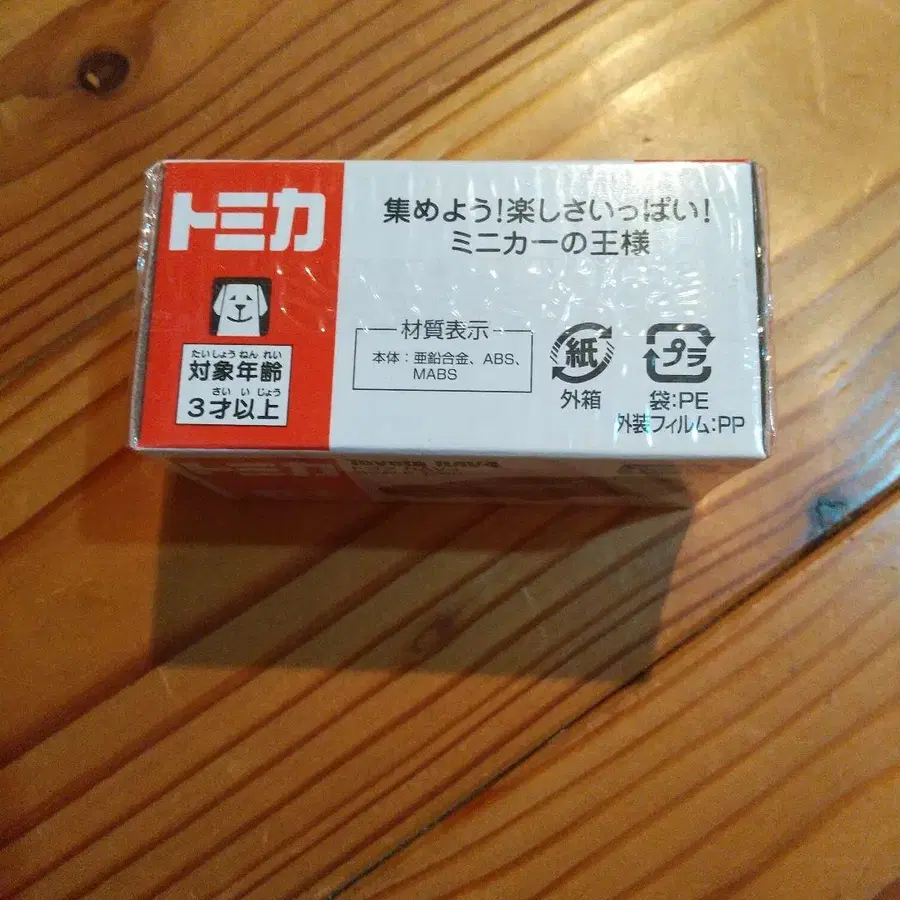 トミカ
集めよう!楽しさいっぱい!
ミニカーの王様
たいしょうねんれい
対象年齢
さいいじょう
3才以上
材質表示
本体:亜鉛合金、ABS、
MABS
紙
外箱
プラ
袋:PE
外装フィルム:PP
トミカ